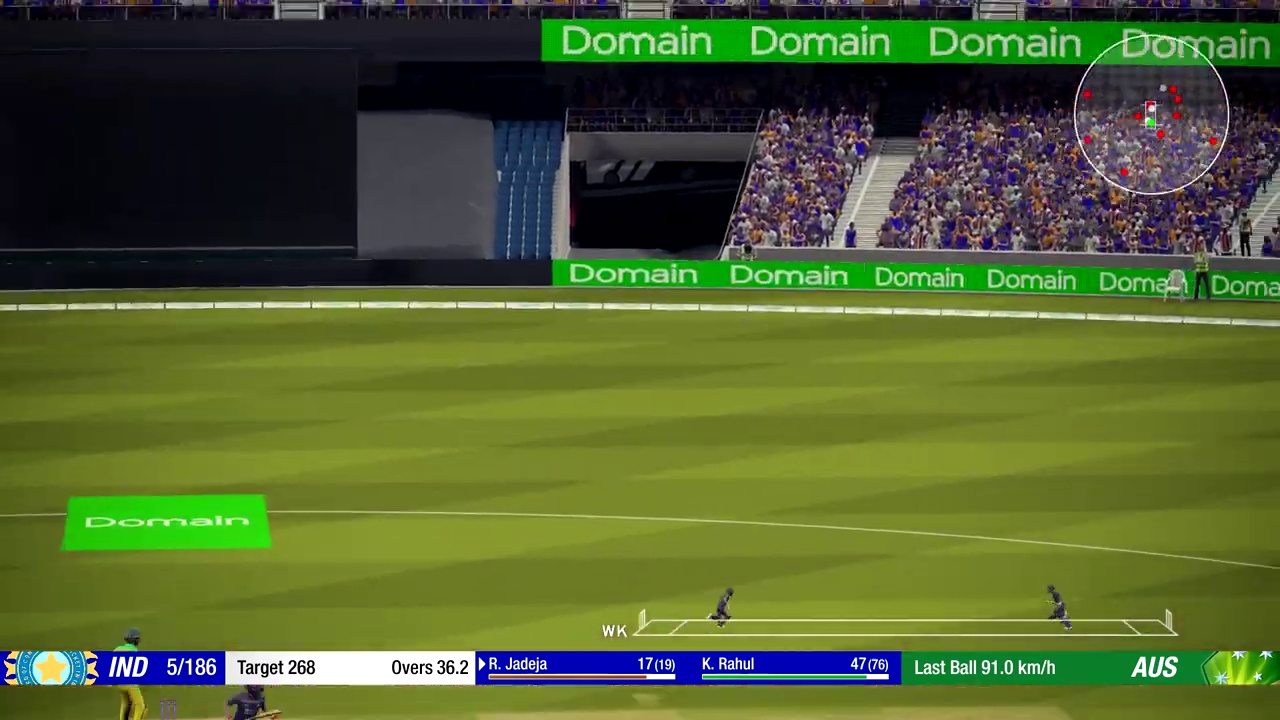 Domain Domain Domain Domain
Domain Domain Domain Domain Domain Doma
Domain
WK
IND 5/186 Target 268 Overs 36.2 R. Jadeja 17(19) K. Rahul 47(76) Last Ball 91.0 km/h AUS